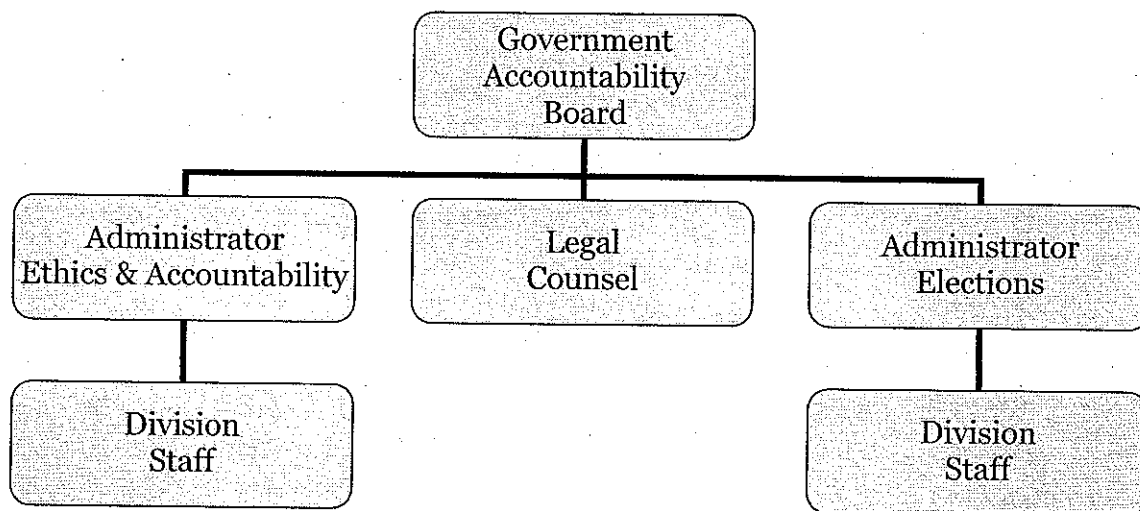 Government
Accountability
Board
Administrator
Ethics & Accountability
Legal
Counsel
Administrator
Elections
Division
Staff
Division
Staff